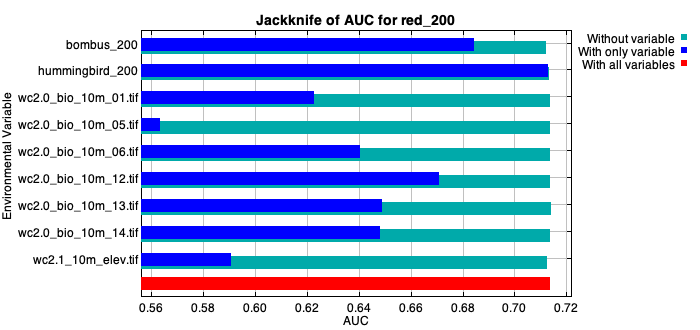 Jackknife of AUC for red_200
Without variable
With only variable
With all variables
Environmental Variable
bombus_200
hummingbird_200
wc2.0_bio_10m_01.tif
wc2.0_bio_10m_05.tif
wc2.0_bio_10m_06.tif
wc2.0_bio_10m_12.tif
wc2.0_bio_10m_13.tif
wc2.0_bio_10m_14.tif
wc2.1_10m_elev.tif
0.56 0.58 0.60 0.62 0.64 0.66 0.68 0.70 0.72
AUC